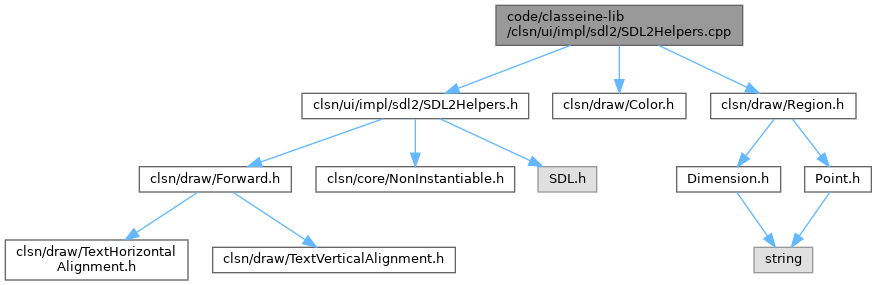 code/classeine-lib
/clsn/ui/impl/sdl2/SDL2Helpers.cpp
clsn/ui/impl/sdl2/SDL2Helpers.h
clsn/draw/Color.h
clsn/draw/Region.h
clsn/draw/Forward.h
clsn/core/NonInstantiable.h
SDL.h
Dimension.h
Point.h
clsn/draw/TextHorizontal
Alignment.h
clsn/draw/TextVerticalAlignment.h
string